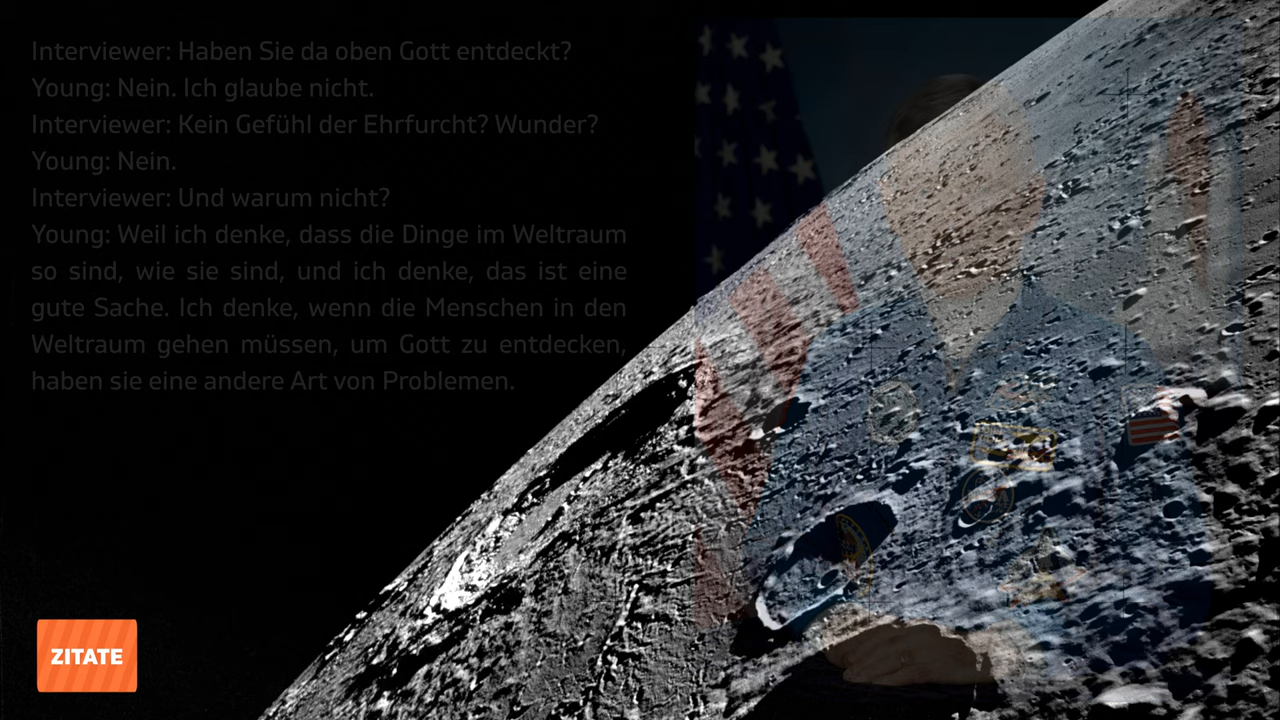 Interviewer: Haben Sie da oben Gott entdeckt?
Young: Nein. Ich glaube nicht.
Interviewer: Kein Gefühl der Ehrfurcht? Wunder?
Young: Nein.
Interviewer: Und warum nicht?
Young: Weil ich denke, dass die Dinge im Weltraum
so sind, wie sie sind, und ich denke, das ist eine
gute Sache. Ich denke, wenn die Menschen in den
Weltraum gehen müssen, um Gott zu entdecken,
haben sie eine andere Art von Problemen.
ZITATE